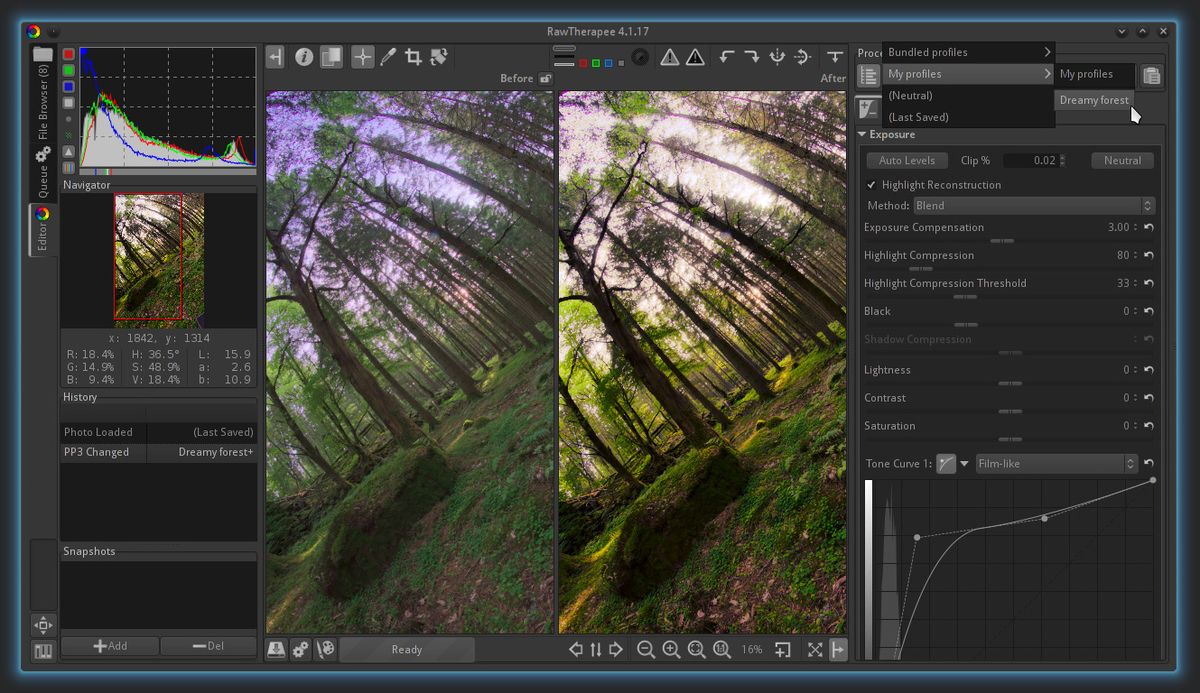 RawTherapee 4.1.17
File Browser (8)
Queue
Editor
Navigator
x: 1842, y: 1314
R: 18.4% H: 36.5° L: 15.9
G: 14.9% S: 48.9% a: 2.6
B: 9.4% V: 18.4% b: 10.9
History
Photo Loaded (Last Saved)
PP3 Changed Dreamy forest+
Snapshots
Add
Del
Before
After
Ready
16%
Bundled profiles
My profiles
(Neutral)
(Last Saved)
My profiles
Dreamy forest
Exposure
Auto Levels Clip % 0.02 Neutral
Highlight Reconstruction
Method: Blend
Exposure Compensation 3.00
Highlight Compression 80
Highlight Compression Threshold 33
Black 0
Shadow Compression
Lightness 0
Contrast 0
Saturation 0
Tone Curve 1: Film-like